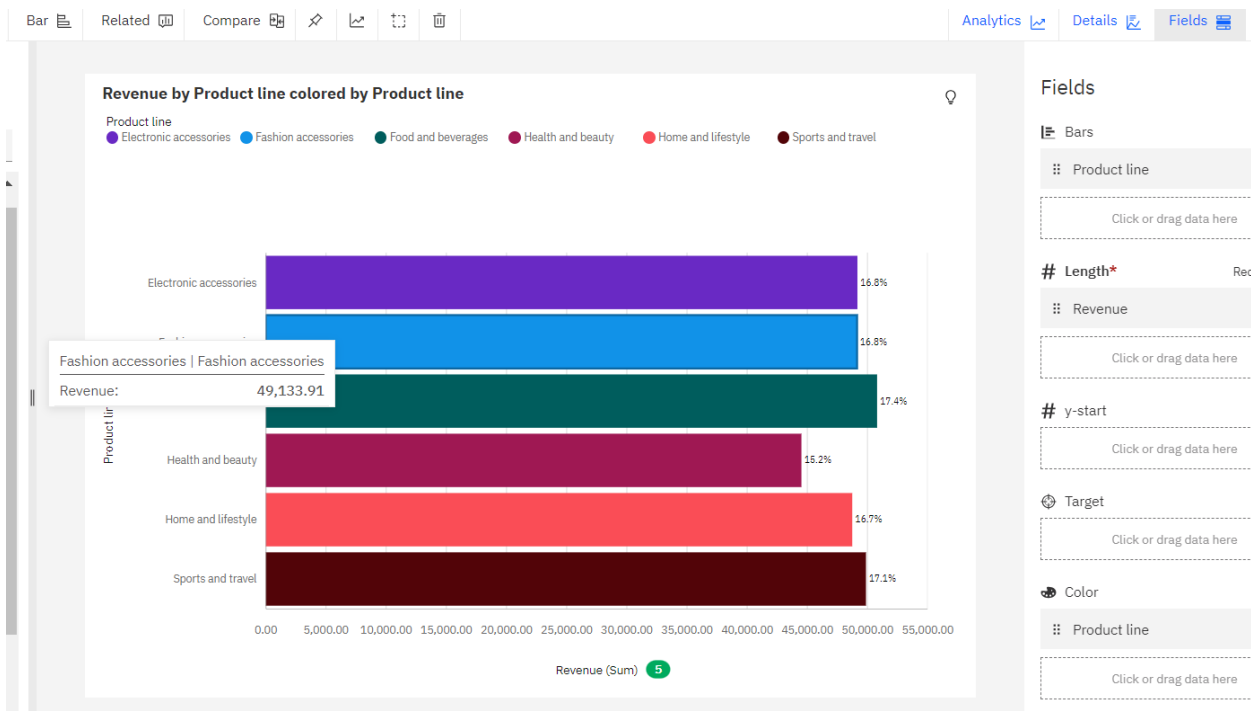 Bar Related Compare Analytics Details Fields
Revenue by Product line colored by Product line
Product line
Electronic accessories Fashion accessories Food and beverages Health and beauty Home and lifestyle Sports and travel
Electronic accessories 16.8%
16.8%
Fashion accessories | Fashion accessories
Revenue: 49,133.91
17.4%
Product
Health and beauty 15.2%
Home and lifestyle 16.7%
Sports and travel 17.1%
0.00 5,000.00 10,000.00 15,000.00 20,000.00 25,000.00 30,000.00 35,000.00 40,000.00 45,000.00 50,000.00 55,000.00
Revenue (Sum) 5
Fields
Bars
Product line
Click or drag data here
# Length*
Revenue
Click or drag data here
# y-start
Click or drag data here
Target
Click or drag data here
Color
Product line
Click or drag data here